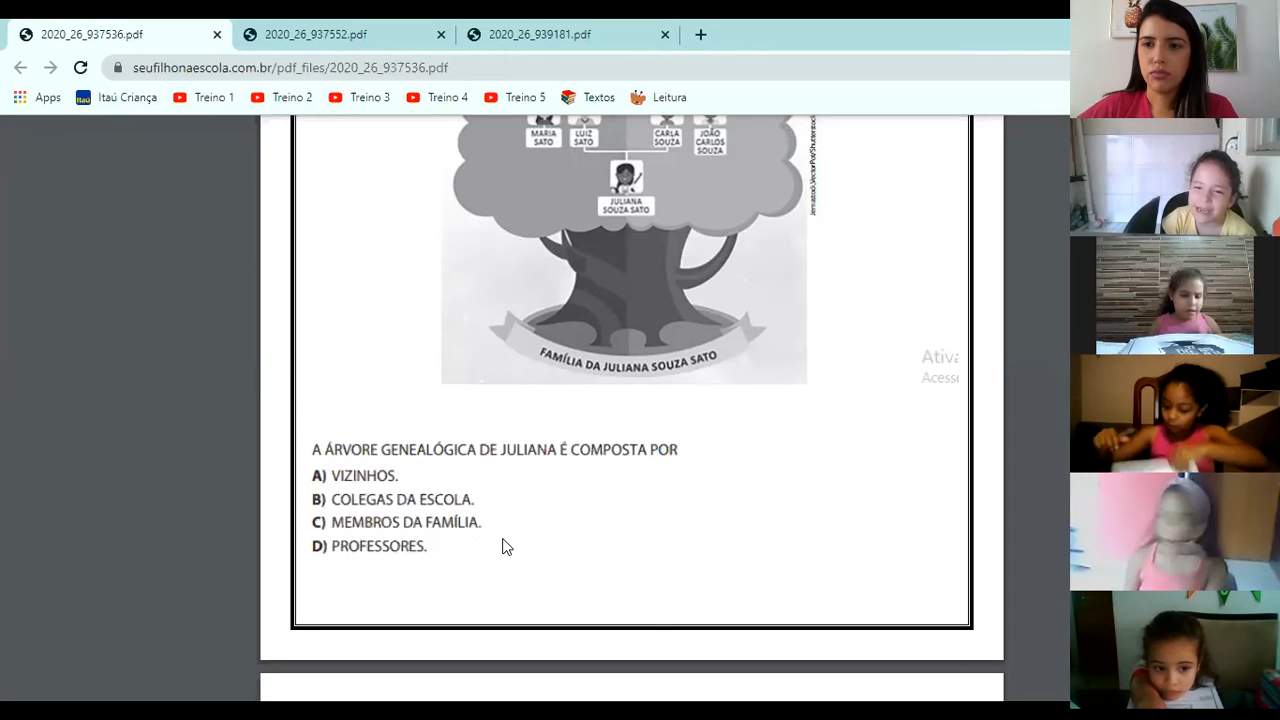 2020_26_937536.pdf
2020_26_937552.pdf
2020_26_939181.pdf
seufilhonaescola.com.br/pdf_files/2020_26_937536.pdf
Apps Itaú Itaú Criança Treino 1 Treino 2 Treino 3 Treino 4 Treino 5 Textos Leitura
MARIA SATO
LUIZ SATO
CARLA SOUZA
JOÃO CARLOS SOUZA
JULIANA SOUZA SATO
FAMÍLIA DA JULIANA SOUZA SATO
Ativa
Acesse
A ÁRVORE GENEALÓGICA DE JULIANA É COMPOSTA POR
A) VIZINHOS.
B) COLEGAS DA ESCOLA.
C) MEMBROS DA FAMÍLIA.
D) PROFESSORES.